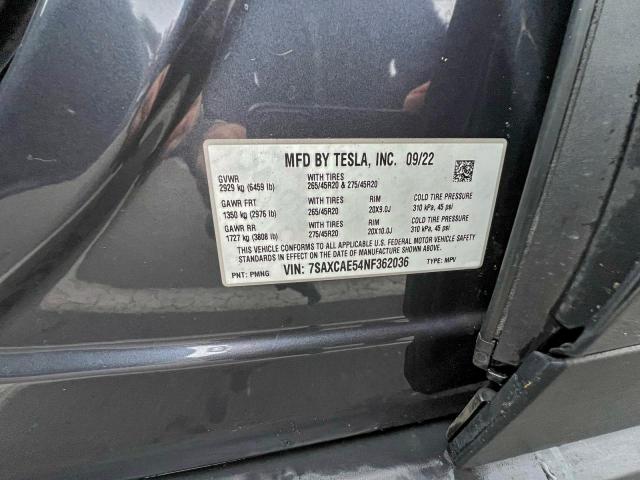 MFD BY TESLA, INC. 09/22
GVWR WITH TIRES
2929 kg (6459 lb) 265/45R20 & 275/45R20
GAWR FRT WITH TIRES RIM COLD TIRE PRESSURE
1350 kg (2976 lb) 265/45R20 20X9.0J 310 kPa, 45 psi
GAWR RR WITH TIRES RIM COLD TIRE PRESSURE
1727 kg (3808 lb) 275/45R20 20X10.0J 310 kPa, 45 psi
THIS VEHICLE CONFORMS TO ALL APPLICABLE U.S. FEDERAL MOTOR VEHICLE SAFETY
STANDARDS IN EFFECT ON THE DATE OF MANUFACTURE SHOWN ABOVE.
PNT: PMNG VIN: 7SAXCAE54NF362036 TYPE: MPV